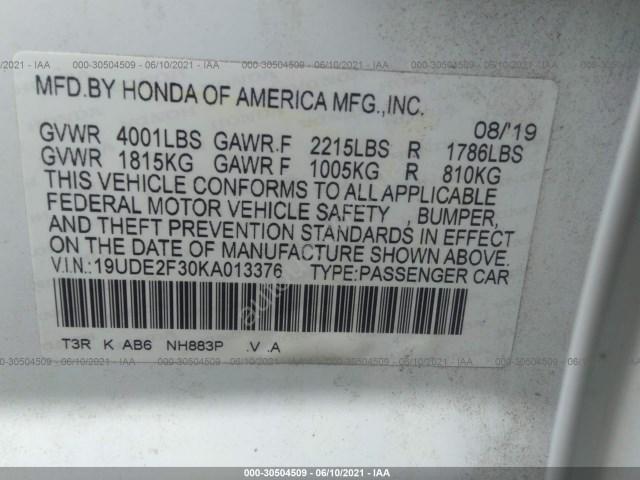 000-30504509 - 06/10/2021 - IAA
MFD.BY HONDA OF AMERICA MFG.,INC.
08/'19
GVWR 4001LBS GAWR.F 2215LBS R 1786LBS
GVWR 1815KG GAWR F 1005KG R 810KG
THIS VEHICLE CONFORMS TO ALL APPLICABLE
FEDERAL MOTOR VEHICLE SAFETY , BUMPER,
AND THEFT PREVENTION STANDARDS IN EFFECT
ON THE DATE OF MANUFACTURE SHOWN ABOVE.
V.I.N.:19UDE2F30KA013376 TYPE:PASSENGER CAR
T3R K AB6 NH883P .V .A
000-30504509 - 06/10/2021 - IAA
000-30504509 - 06/10/2021 - IAA